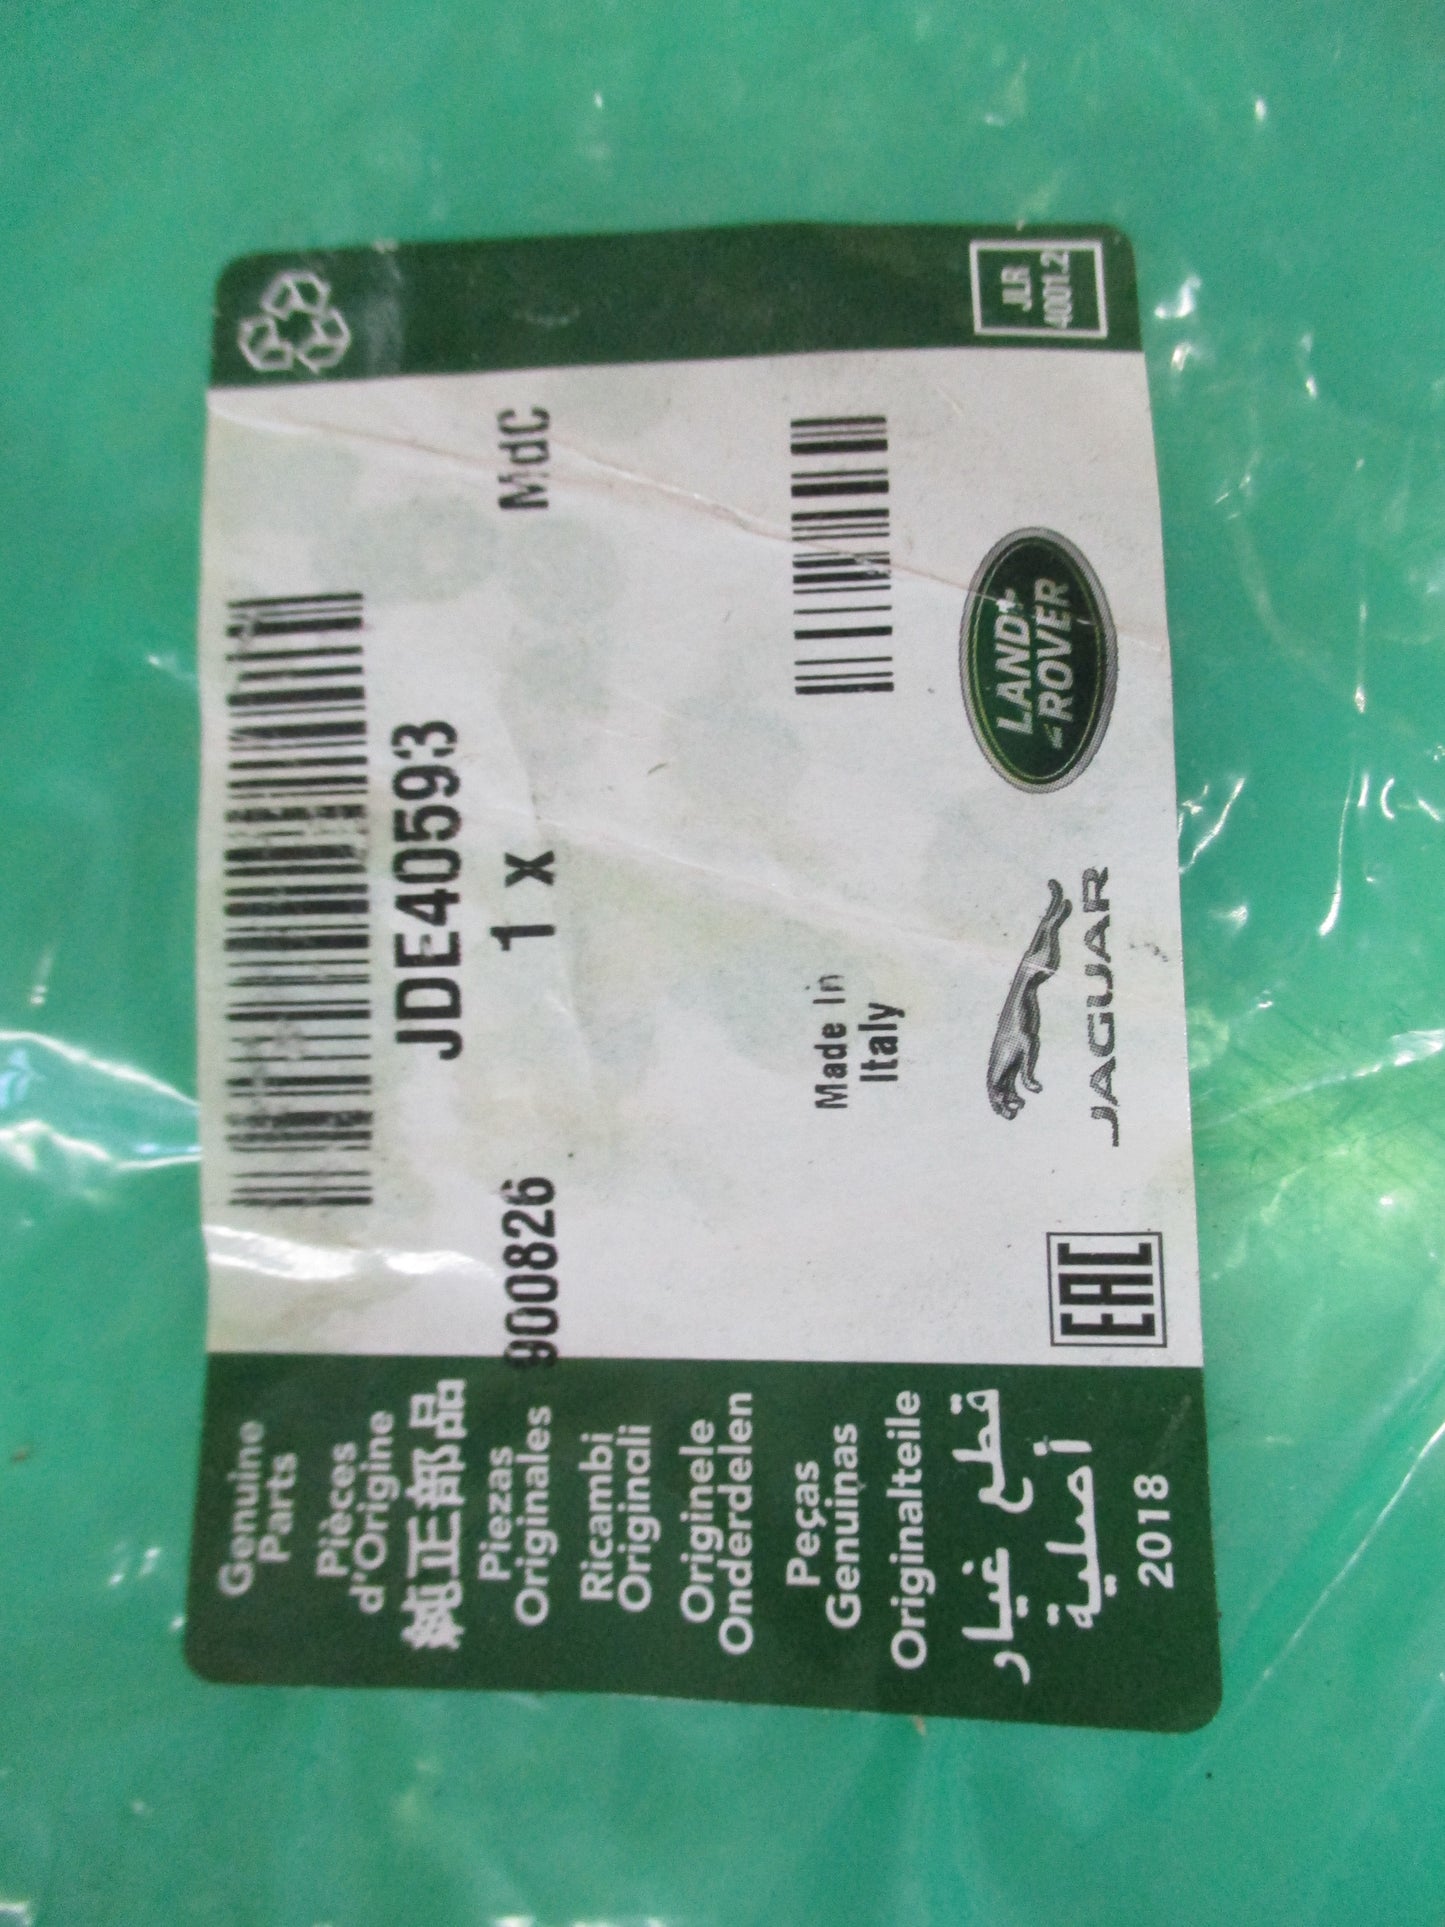 Genuine
Parts
Pièces
d'Origine
純正部品
Piezas
Originales
Ricambi
Originali
Originele
Onderdelen
Peças
Genuinas
Originalteile
قطع غيار
أصلية
2018
JDE40593
900826 1 x MdC
Made In
Italy
EAC
JAGUAR
LAND
ROVER
JLR
4001.2